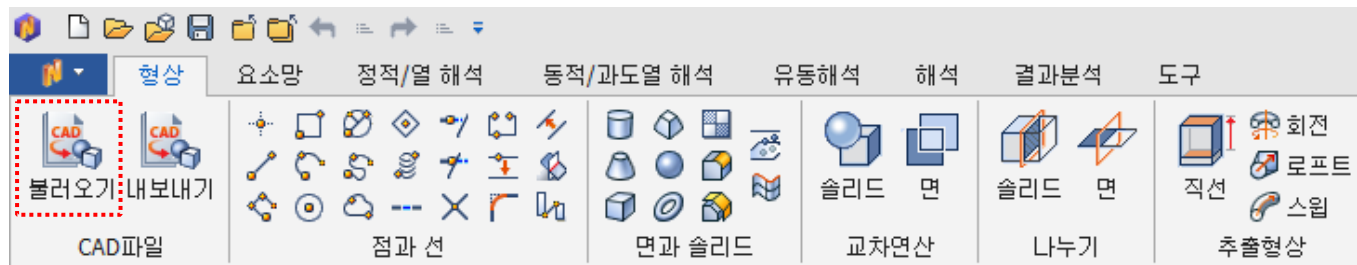 형상 요소망 정적/열 해석 동적/과도열 해석 유동해석 해석 결과분석 도구
CAD CAD 회전
로프트
불러오기 내보내기 솔리드 면 솔리드 면 직선
스윕
CAD파일 점과 선 면과 솔리드 교차연산 나누기 추출형상